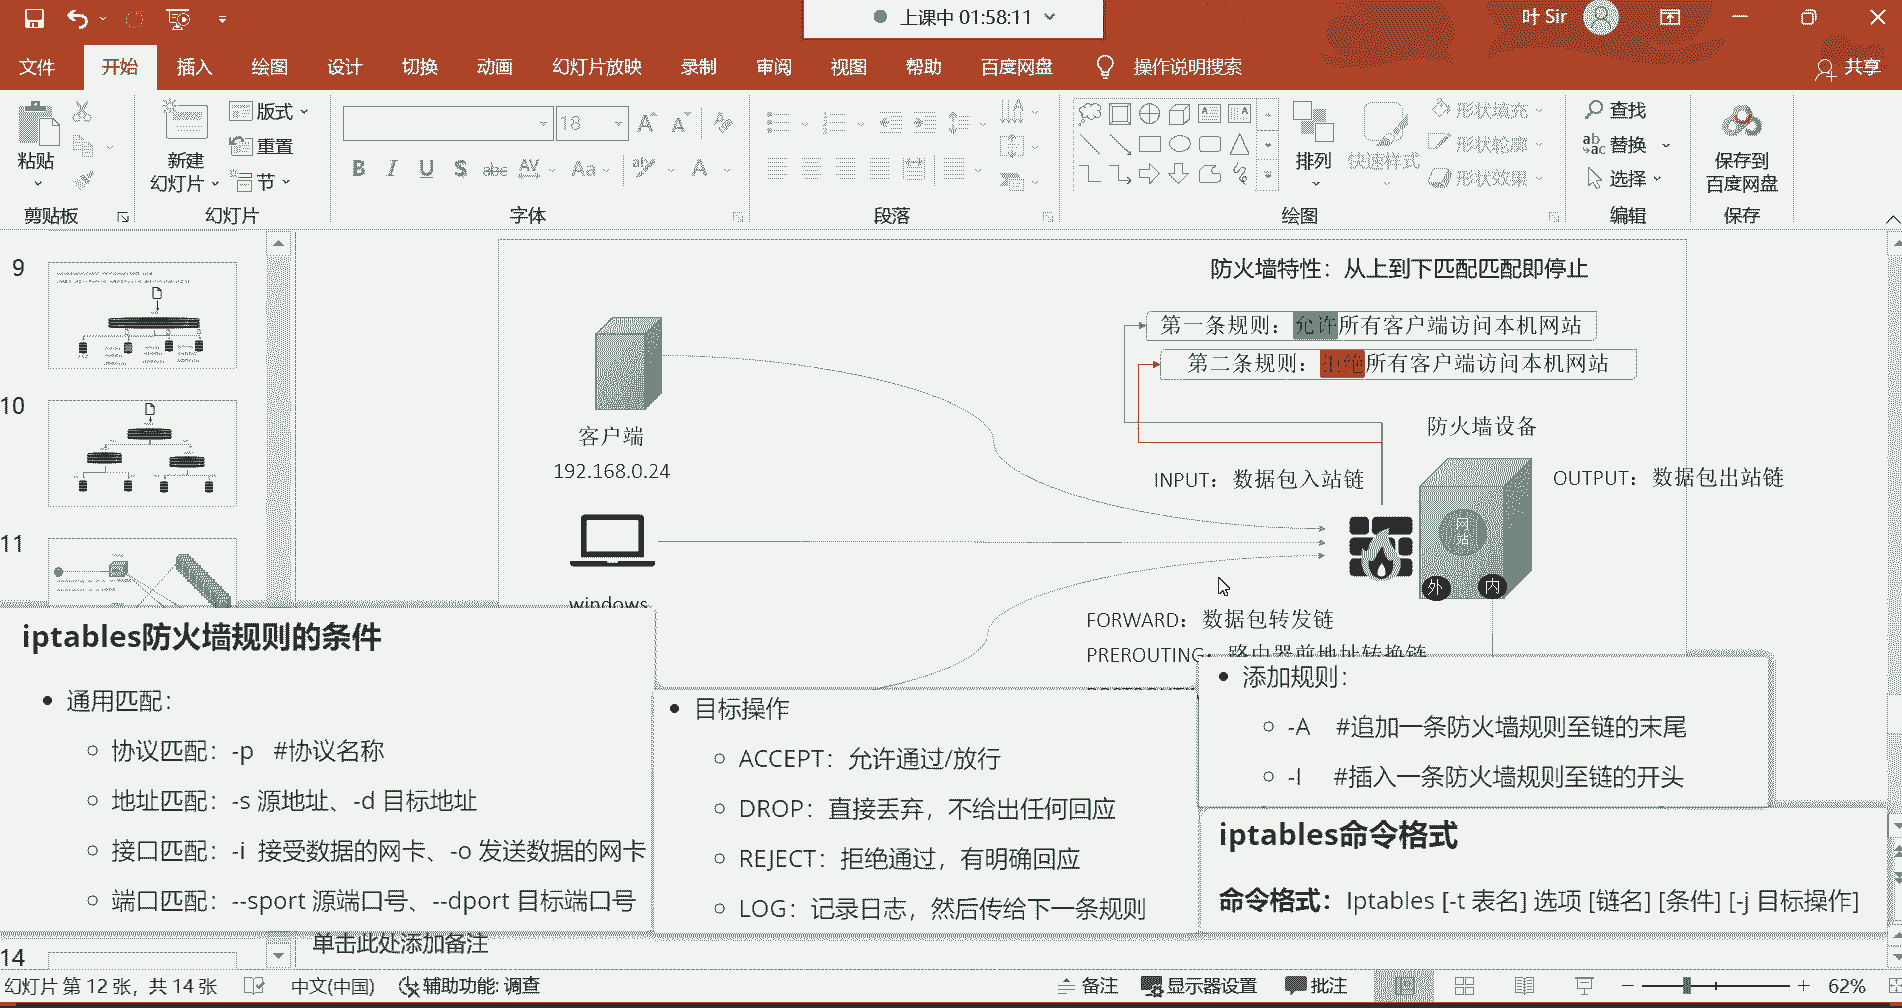 上课中 01:58:11
叶 Sir
文件 开始 插入 绘图 设计 切换 动画 幻灯片放映 录制 审阅 视图 帮助 百度网盘 操作说明搜索 共享
粘贴
新建
幻灯片
版式
重置
节
18
B I U S abc AV Aa A
排列
快速样式
形状填充
形状轮廓
形状效果
查找
替换
选择
保存到
百度网盘
剪贴板 幻灯片 字体 段落 绘图 编辑 保存
9
10
11
14
防火墙特性：从上到下匹配匹配即停止
第一条规则：允许所有客户端访问本机网站
第二条规则：拒绝所有客户端访问本机网站
客户端
192.168.0.24
windows
防火墙设备
INPUT：数据包入站链
OUTPUT：数据包出站链
网站
外
内
FORWARD：数据包转发链
PREROUTING：路由器前地址转换链
iptables防火墙规则的条件
通用匹配：
协议匹配：-p #协议名称
地址匹配：-s 源地址、-d 目标地址
接口匹配：-i 接受数据的网卡、-o 发送数据的网卡
端口匹配：--sport 源端口号、--dport 目标端口号
目标操作
ACCEPT：允许通过/放行
DROP：直接丢弃，不给出任何回应
REJECT：拒绝通过，有明确回应
LOG：记录日志，然后传给下一条规则
添加规则：
-A #追加一条防火墙规则至链的末尾
-I #插入一条防火墙规则至链的开头
iptables命令格式
命令格式：Iptables [-t 表名] 选项 [链名] [条件] [-j 目标操作]
单击此处添加备注
幻灯片 第 12 张，共 14 张 中文(中国) 辅助功能: 调查 备注 显示器设置 批注 62%